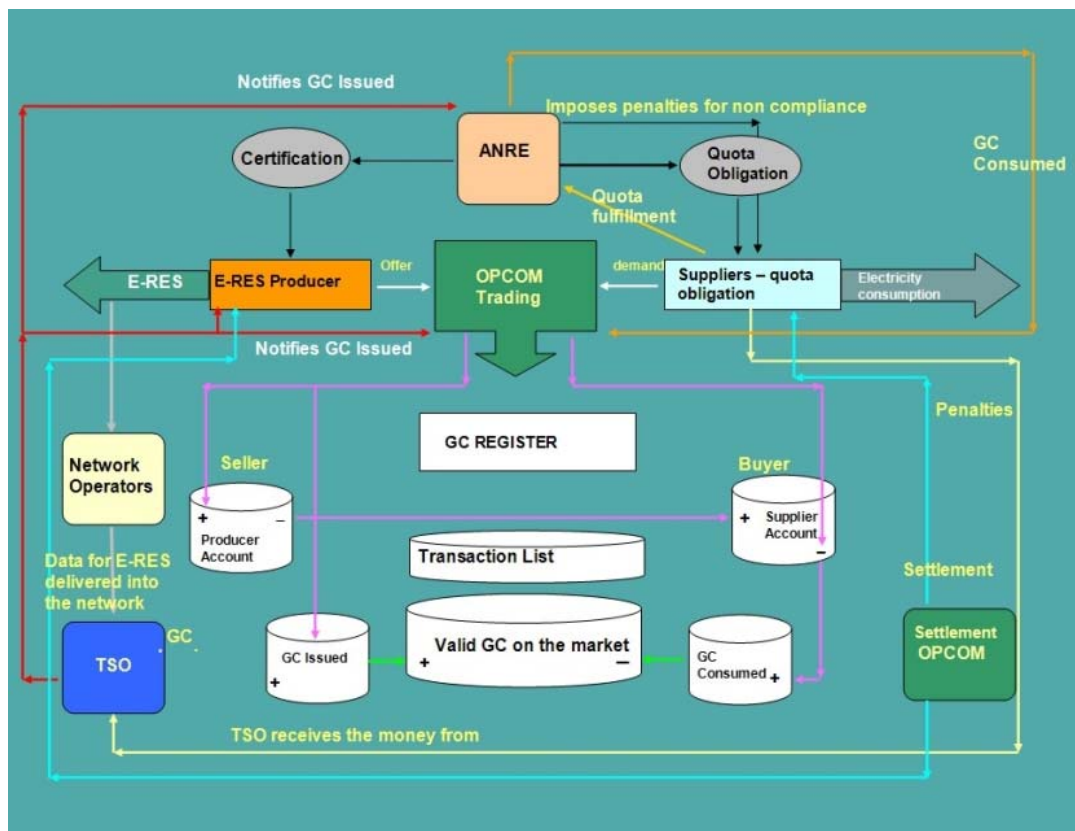 Notifies GC Issued
Imposes penalties for non compliance
ANRE
Certification
Quota
Obligation
GC
Consumed
Quota
fulfillment
E-RES
E-RES Producer
Offer
OPCOM
Trading
demand
Suppliers – quota
obligation
Electricity
consumption
Notifies GC Issued
Penalties
GC REGISTER
Network
Operators
Seller
Buyer
+ –
Producer
Account
+ Supplier
Account
–
Transaction List
Data for E-RES
delivered into
the network
Settlement
TSO
. GC .
GC Issued
+
Valid GC on the market
+ –
GC
Consumed +
Settlement
OPCOM
TSO receives the money from